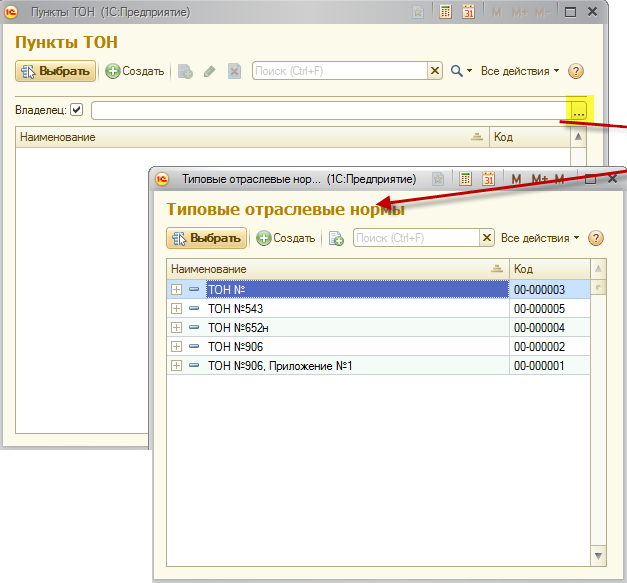 Пункты ТОН (1С:Предприятие)
31 M M+ M-
Пункты ТОН
Выбрать Создать Поиск (Ctrl+F) Все действия ?
Владелец: ...
Наименование Код
Типовые отраслевые нор... (1С:Предприятие) 31 M M+ M-
Типовые отраслевые нормы
Выбрать Создать Поиск (Ctrl+F) Все действия ?
Наименование Код
ТОН № 00-000003
ТОН №543 00-000005
ТОН №652н 00-000004
ТОН №906 00-000002
ТОН №906, Приложение №1 00-000001